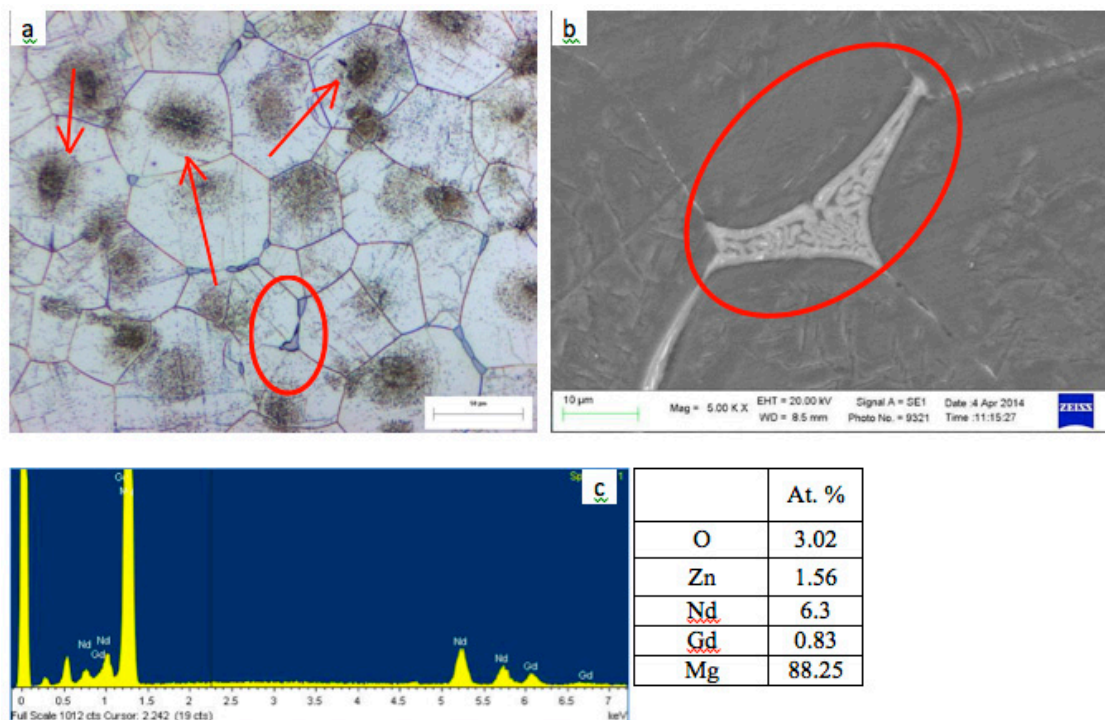 a
50 µm
b
10 µm
Mag = 5.00 K X
EHT = 20.00 kV
WD = 8.5 mm
Signal A = SE1
Photo No. = 9321
Date :4 Apr 2014
Time :11:15:27
ZEISS
c
Nd
Nd
Gd
Nd
Nd
Gd
Gd
0 0.5 1 1.5 2 2.5 3 3.5 4 4.5 5 5.5 6 6.5 7
Full Scale 1012 cts Cursor: 2.242 (19 cts)
keV
At. %
O 3.02
Zn 1.56
Nd 6.3
Gd 0.83
Mg 88.25